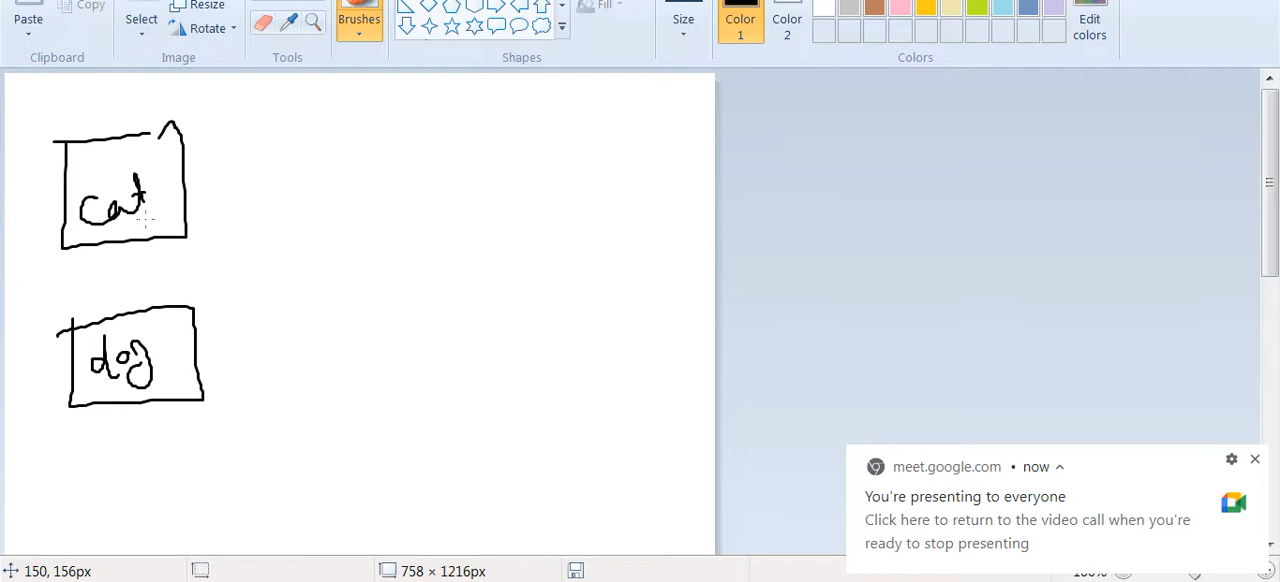 Paste
Copy
Clipboard
Select
Resize
Rotate
Image
Tools
Brushes
Shapes
Fill
Size
Color
1
Color
2
Edit
colors
Colors
cat
dog
meet.google.com • now
You're presenting to everyone
Click here to return to the video call when you're
ready to stop presenting
150, 156px
758 × 1216px
100%